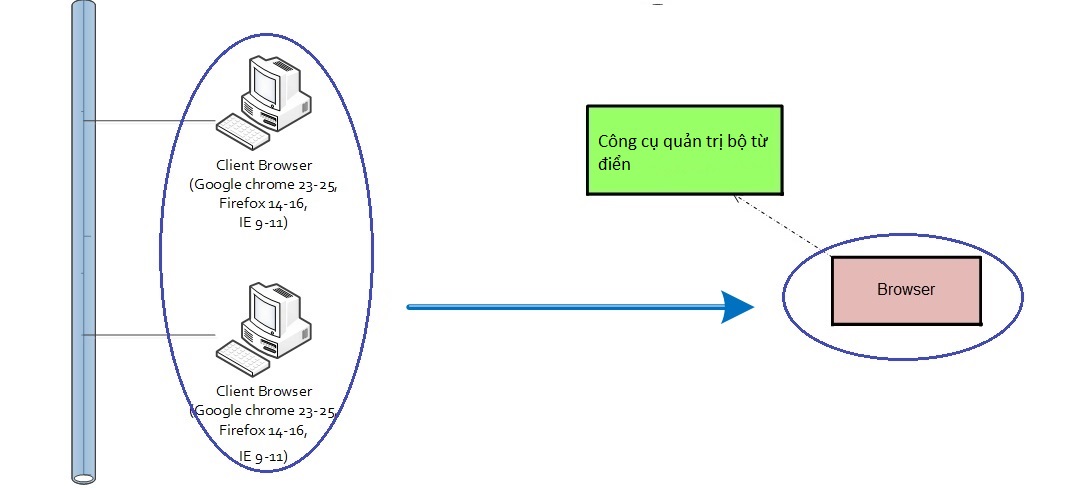 Client Browser
(Google chrome 23-25,
Firefox 14-16,
IE 9-11)
Client Browser
(Google chrome 23-25,
Firefox 14-16,
IE 9-11)
Công cụ quản trị bộ từ
điển
Browser